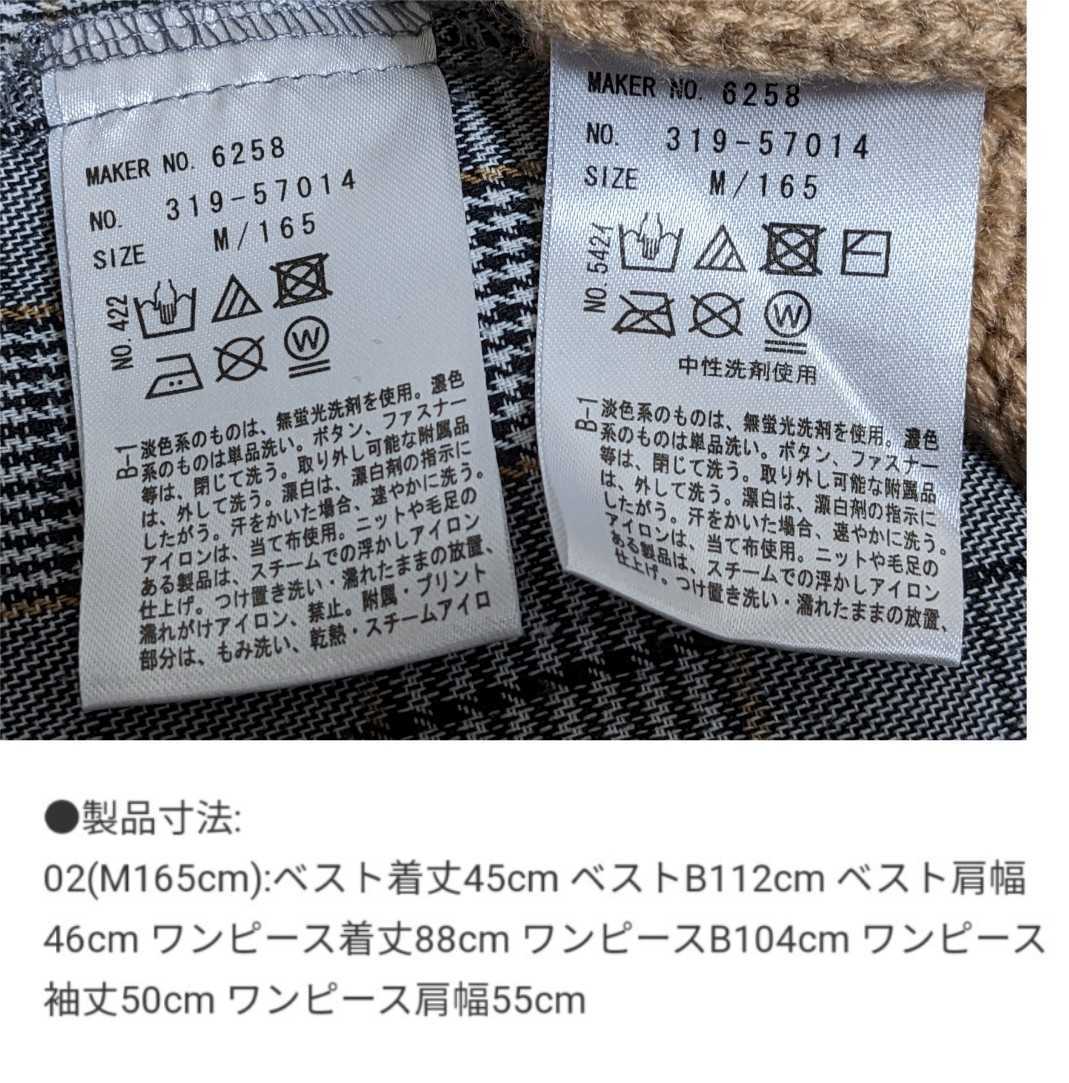 MAKER NO. 6258
NO. 319-57014
SIZE M/165
NO. 422
W
B-1
淡色系のものは、無蛍光洗剤を使用。濃色
系のものは単品洗い。ボタン、ファスナー
等は、閉じて洗う。取り外し可能な附属品
は、外して洗う。漂白は、漂白剤の指示に
したがう。汗をかいた場合、速やかに洗う。
アイロンは、当て布使用。ニットや毛足の
ある製品は、スチームでの浮かしアイロン
仕上げ。つけ置き洗い・濡れたままの放置、
濡れがけアイロン、禁止。附属・プリント
部分は、もみ洗い、乾熱・スチームアイロ
MAKER NO. 6258
NO. 319-57014
SIZE M/165
NO. 5421
W
中性洗剤使用
B-1
淡色系のものは、無蛍光洗剤を使用。濃色
系のものは単品洗い。ボタン、ファスナー
等は、閉じて洗う。取り外し可能な附属品
は、外して洗う。漂白は、漂白剤の指示に
したがう。汗をかいた場合、速やかに洗う。
アイロンは、当て布使用。ニットや毛足の
ある製品は、スチームでの浮かしアイロン
仕上げ。つけ置き洗い・濡れたままの放置、
●製品寸法:
02(M165cm):ベスト着丈45cm ベストB112cm ベスト肩幅
46cm ワンピース着丈88cm ワンピースB104cm ワンピース
袖丈50cm ワンピース肩幅55cm